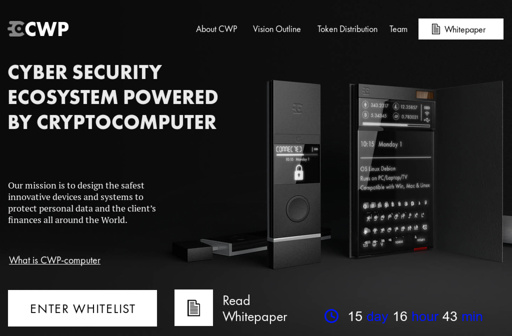 CWP
About CWP
Vision Outline
Token Distribution
Team
Whitepaper
CYBER SECURITY
ECOSYSTEM POWERED
BY CRYPTOCOMPUTER
CONNECTED
10:15 Monday 1
OS Linux Debian
Runs on PC/Laptop/TV
Compatible with Win, Mac & Linux
Our mission is to design the safest
innovative devices and systems to
protect personal data and the client's
finances all around the World.
What is CWP-computer
ENTER WHITELIST
Read
Whitepaper
15 day 16 hour 43 min